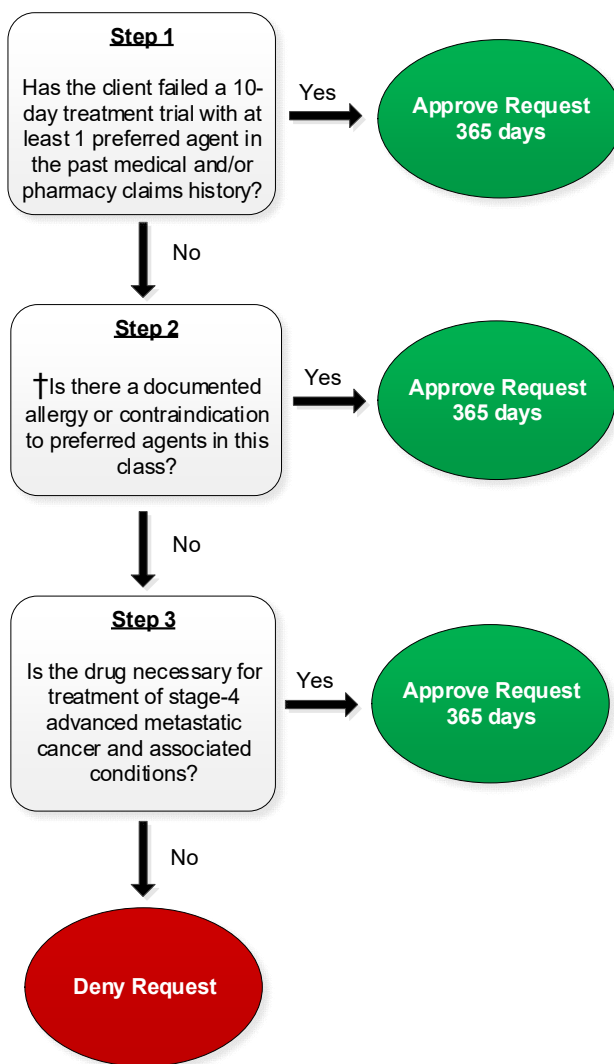 Step 1
Has the client failed a 10-
day treatment trial with at
least 1 preferred agent in
the past medical and/or
pharmacy claims history?
Yes
Approve Request
365 days
No
Step 2
†Is there a documented
allergy or contraindication
to preferred agents in this
class?
Yes
Approve Request
365 days
No
Step 3
Is the drug necessary for
treatment of stage-4
advanced metastatic
cancer and associated
conditions?
Yes
Approve Request
365 days
No
Deny Request